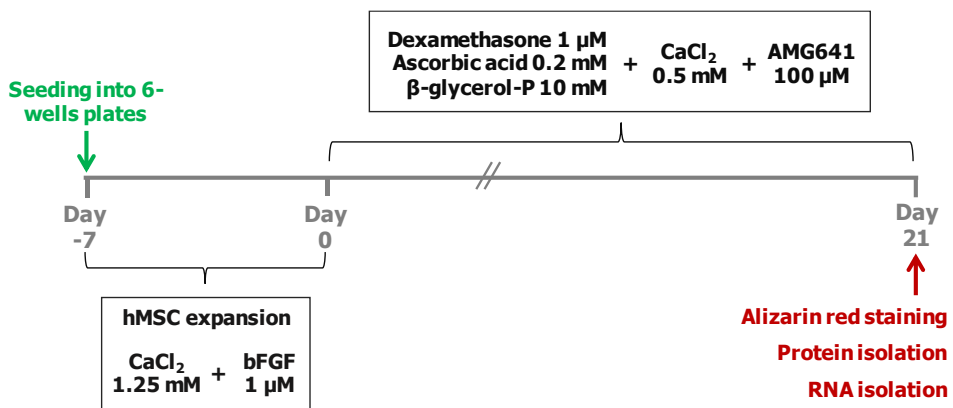 Dexamethasone 1 µM
Ascorbic acid 0.2 mM
β-glycerol-P 10 mM
+
CaCl₂
0.5 mM
+
AMG641
100 µM
Seeding into 6-
wells plates
Day
-7
Day
0
Day
21
hMSC expansion
CaCl₂
1.25 mM
+
bFGF
1 µM
Alizarin red staining
Protein isolation
RNA isolation